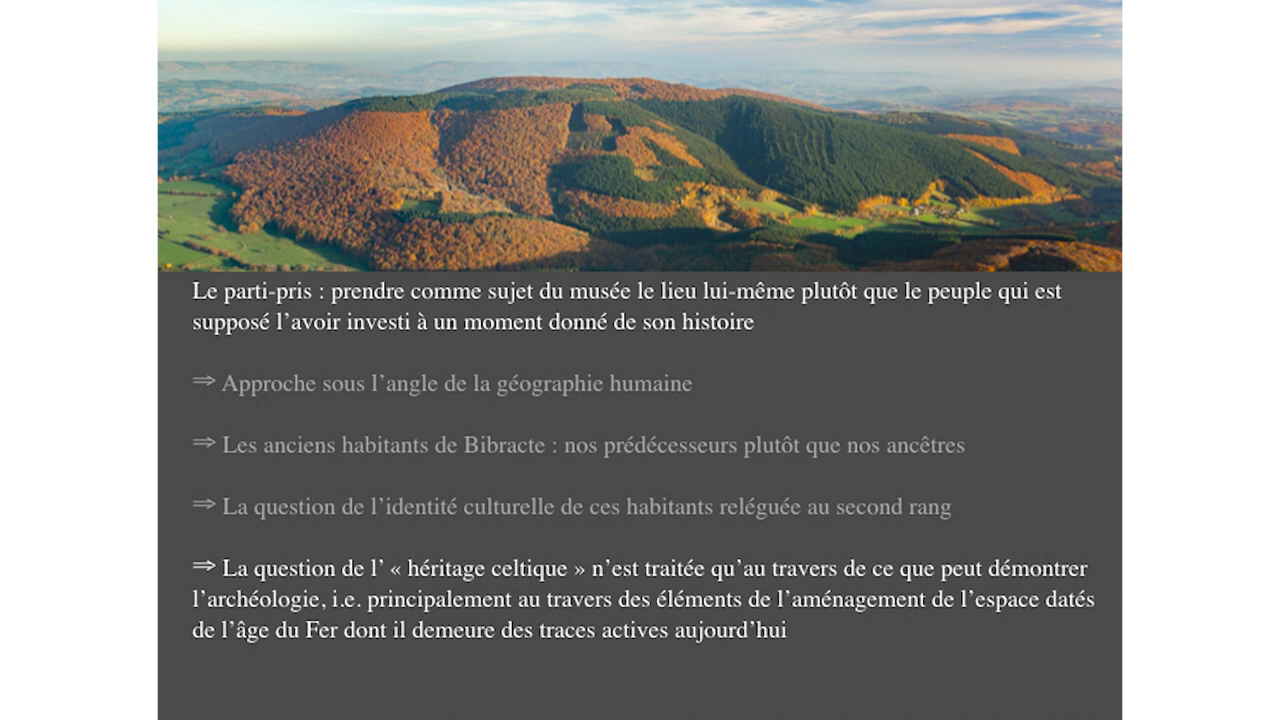 Le parti-pris : prendre comme sujet du musée le lieu lui-même plutôt que le peuple qui est
supposé l’avoir investi à un moment donné de son histoire
⇒ Approche sous l’angle de la géographie humaine
⇒ Les anciens habitants de Bibracte : nos prédécesseurs plutôt que nos ancêtres
⇒ La question de l’identité culturelle de ces habitants reléguée au second rang
⇒ La question de l’ « héritage celtique » n’est traitée qu’au travers de ce que peut démontrer
l’archéologie, i.e. principalement au travers des éléments de l’aménagement de l’espace datés
de l’âge du Fer dont il demeure des traces actives aujourd’hui